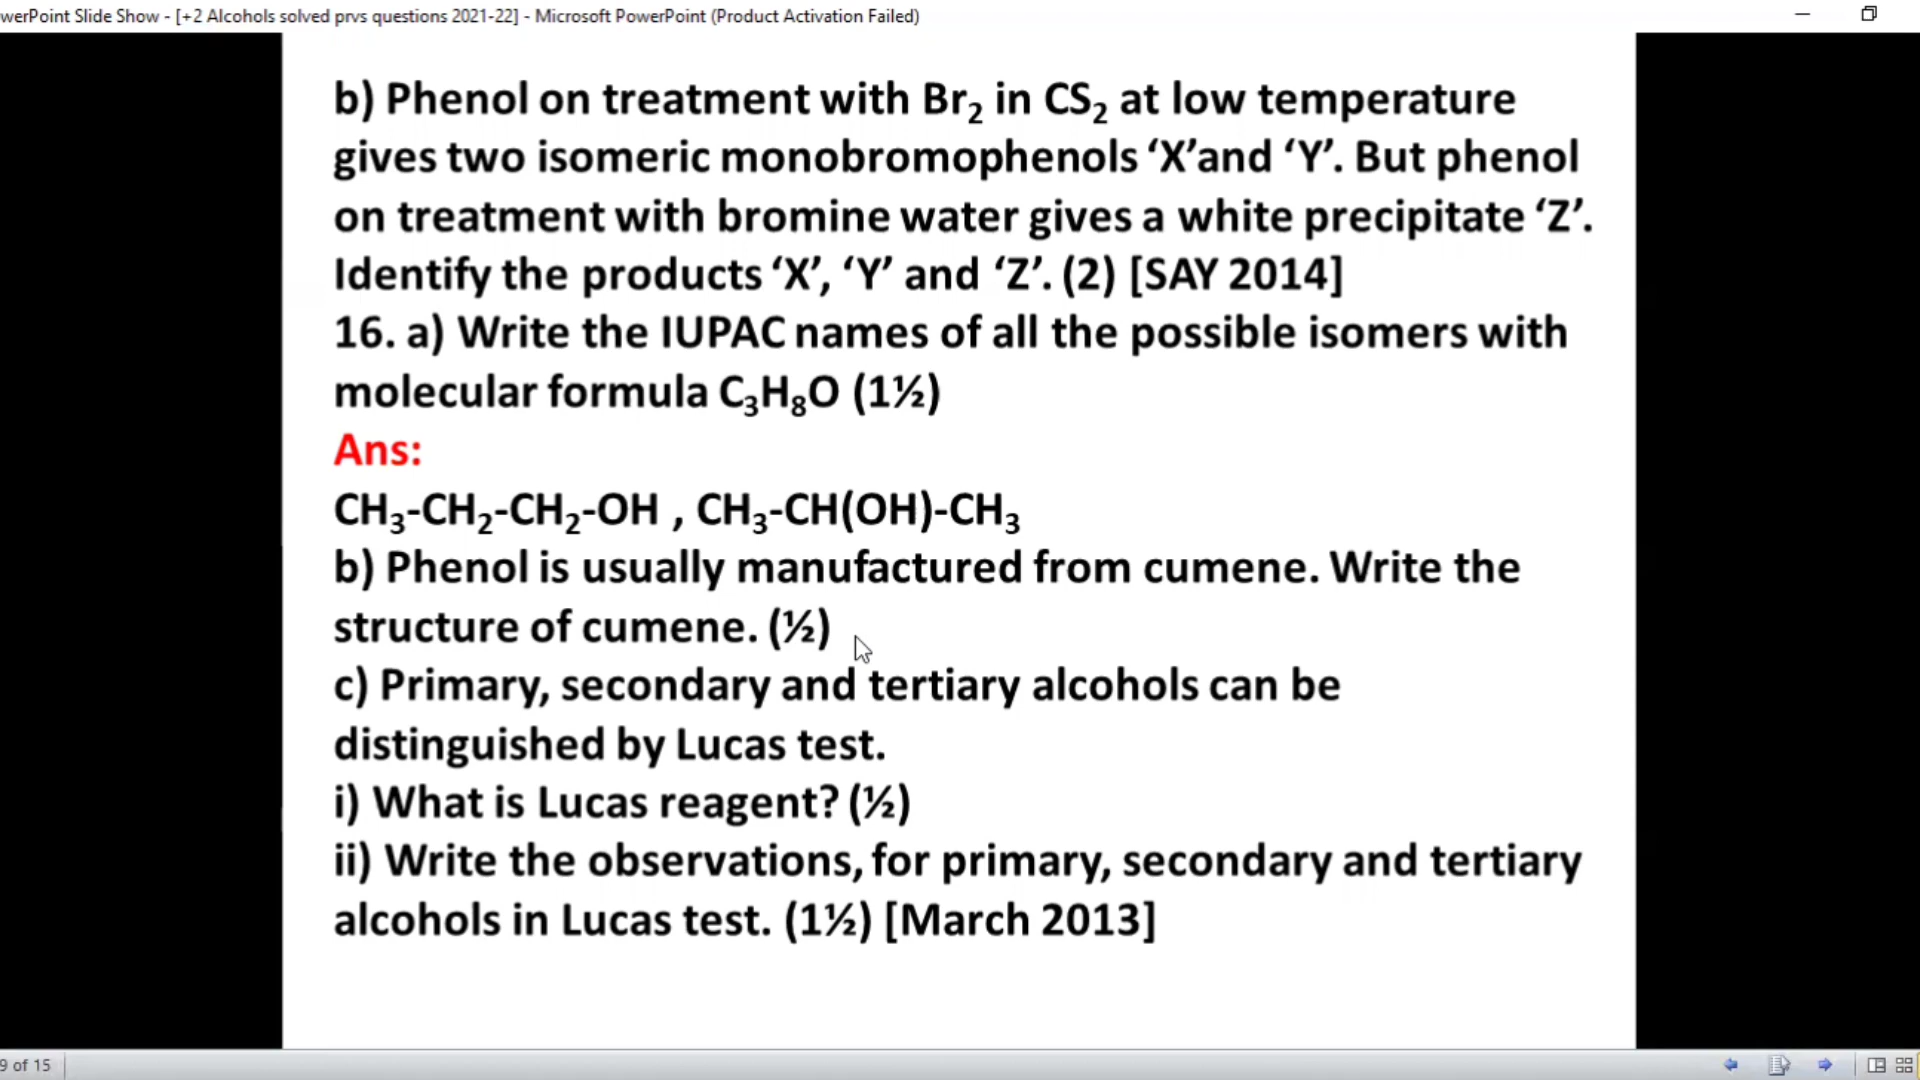 werPoint Slide Show - [+2 Alcohols solved prvs questions 2021-22] - Microsoft PowerPoint (Product Activation Failed)
b) Phenol on treatment with Br₂ in CS₂ at low temperature
gives two isomeric monobromophenols ‘X’and ‘Y’. But phenol
on treatment with bromine water gives a white precipitate ‘Z’.
Identify the products ‘X’, ‘Y’ and ‘Z’. (2) [SAY 2014]
16. a) Write the IUPAC names of all the possible isomers with
molecular formula C₃H₈O (1½)
Ans:
CH₃-CH₂-CH₂-OH , CH₃-CH(OH)-CH₃
b) Phenol is usually manufactured from cumene. Write the
structure of cumene. (½)
c) Primary, secondary and tertiary alcohols can be
distinguished by Lucas test.
i) What is Lucas reagent? (½)
ii) Write the observations, for primary, secondary and tertiary
alcohols in Lucas test. (1½) [March 2013]
9 of 15